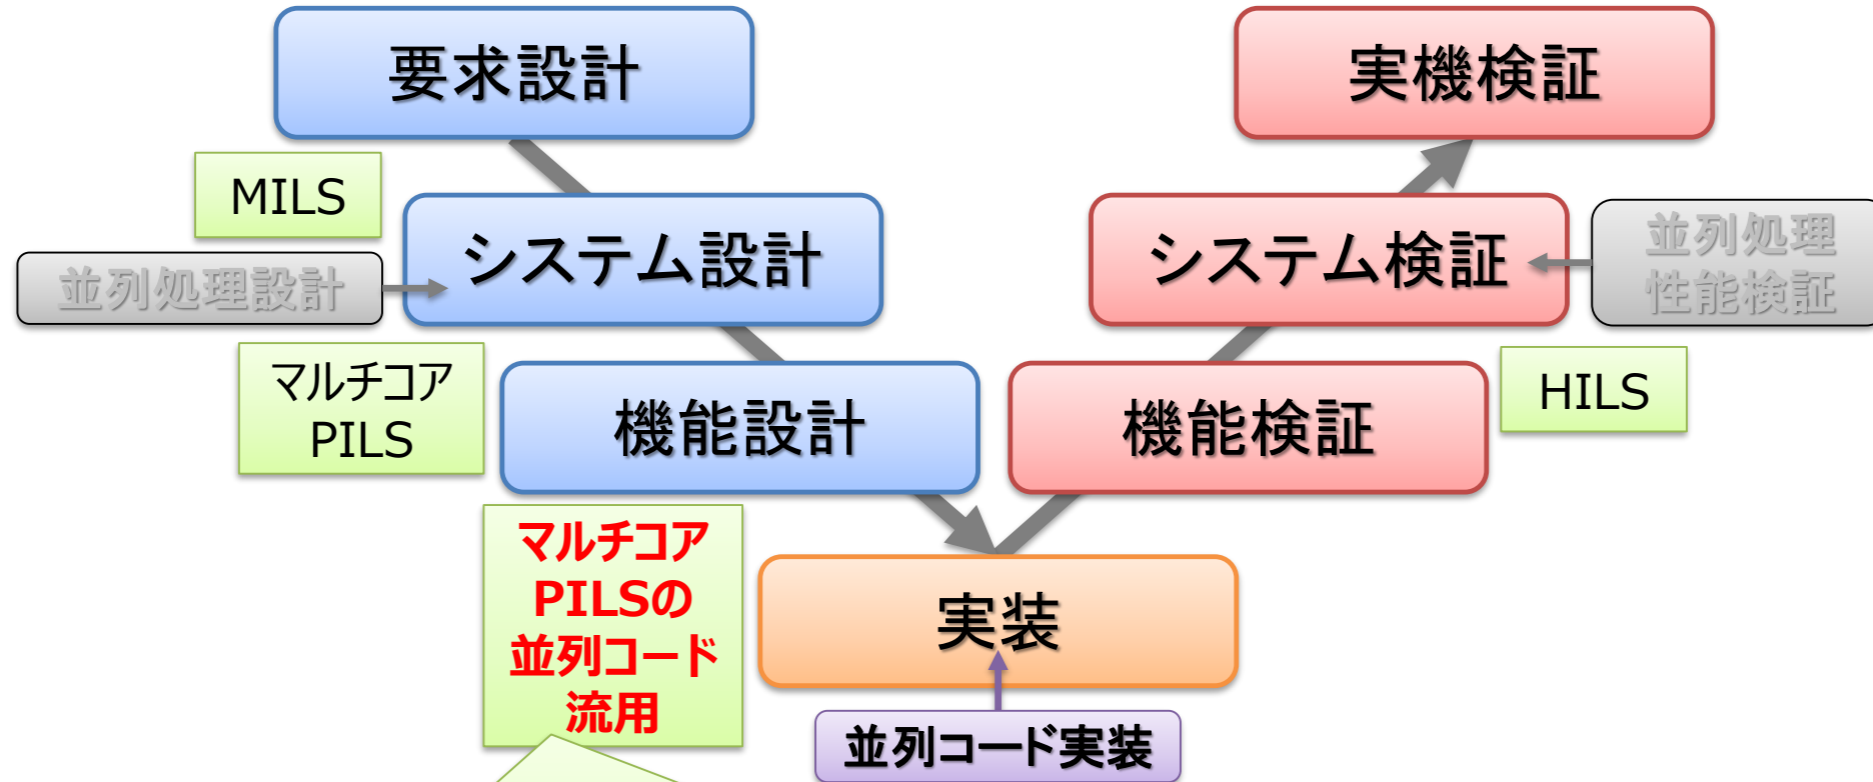 要求設計
実機検証
MILS
システム設計
システム検証
並列処理
性能検証
並列処理設計
マルチコア
PILS
機能設計
機能検証
HILS
マルチコア
PILSの
並列コード
流用
実装
並列コード実装